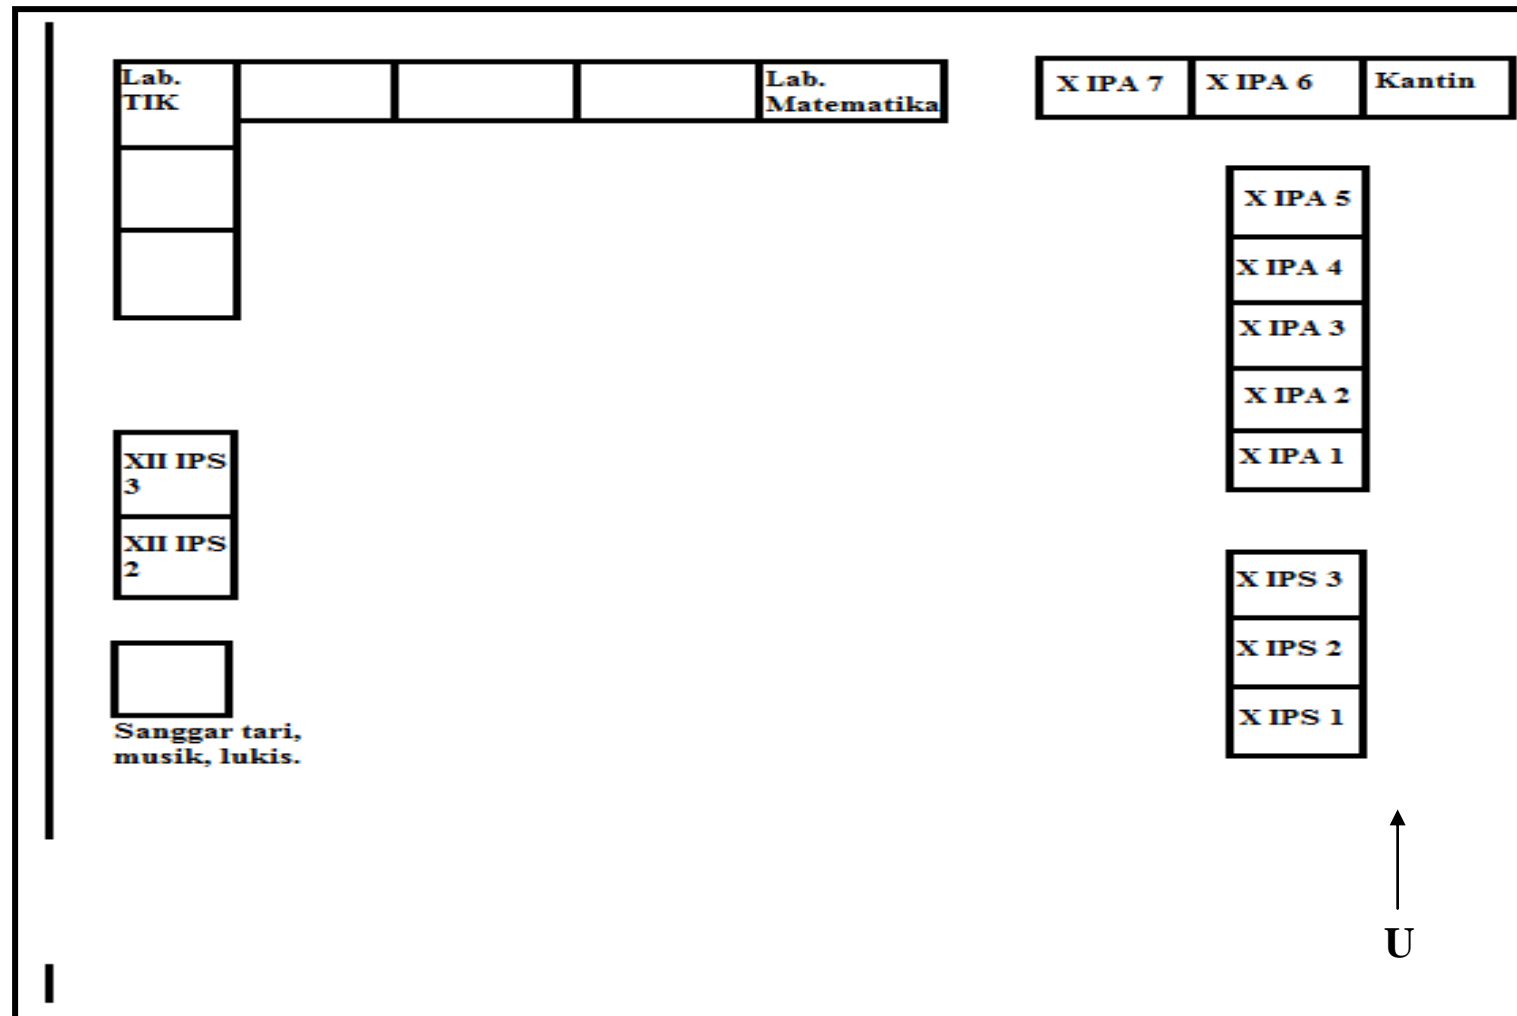 Lab.
TIK
Lab.
Matematika
X IPA 7
X IPA 6
Kantin
X IPA 5
X IPA 4
X IPA 3
X IPA 2
X IPA 1
XII IPS
3
XII IPS
2
X IPS 3
X IPS 2
X IPS 1
Sanggar tari,
musik, lukis.
U